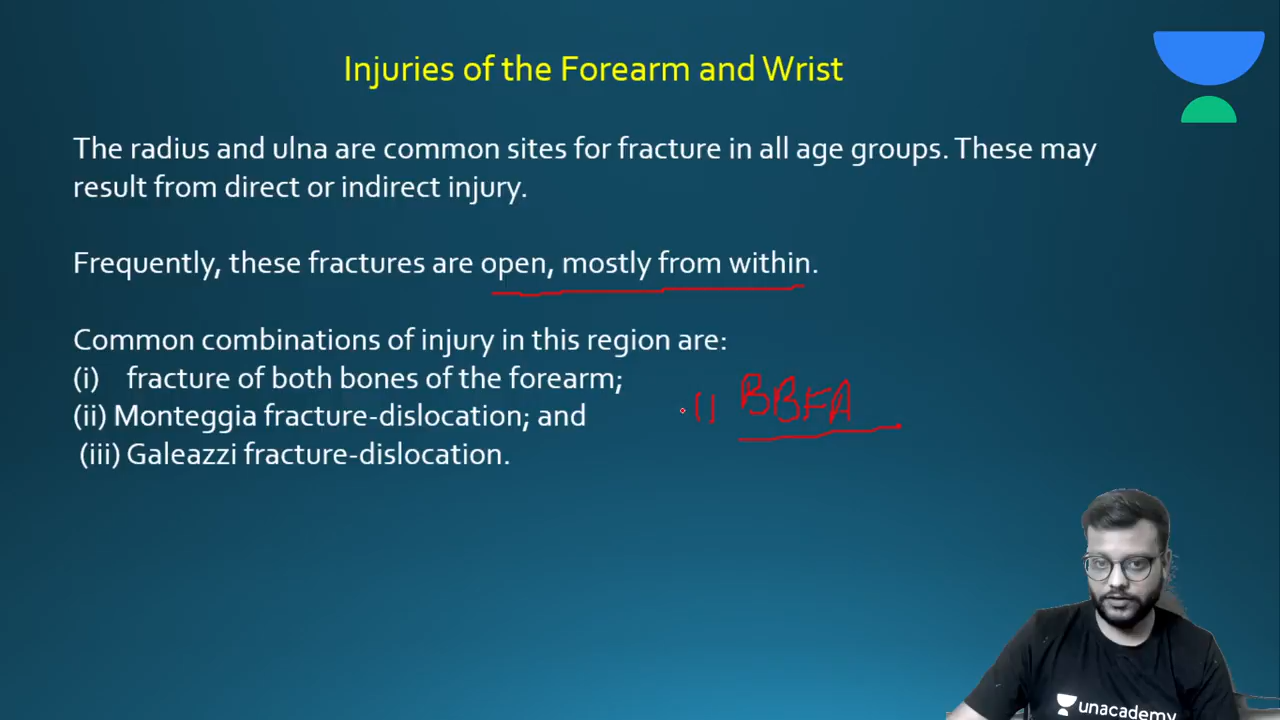 Injuries of the Forearm and Wrist
The radius and ulna are common sites for fracture in all age groups. These may
result from direct or indirect injury.
Frequently, these fractures are open, mostly from within.
Common combinations of injury in this region are:
(i) fracture of both bones of the forearm;
(ii) Monteggia fracture-dislocation; and
(iii) Galeazzi fracture-dislocation.
BBFA
unacademy